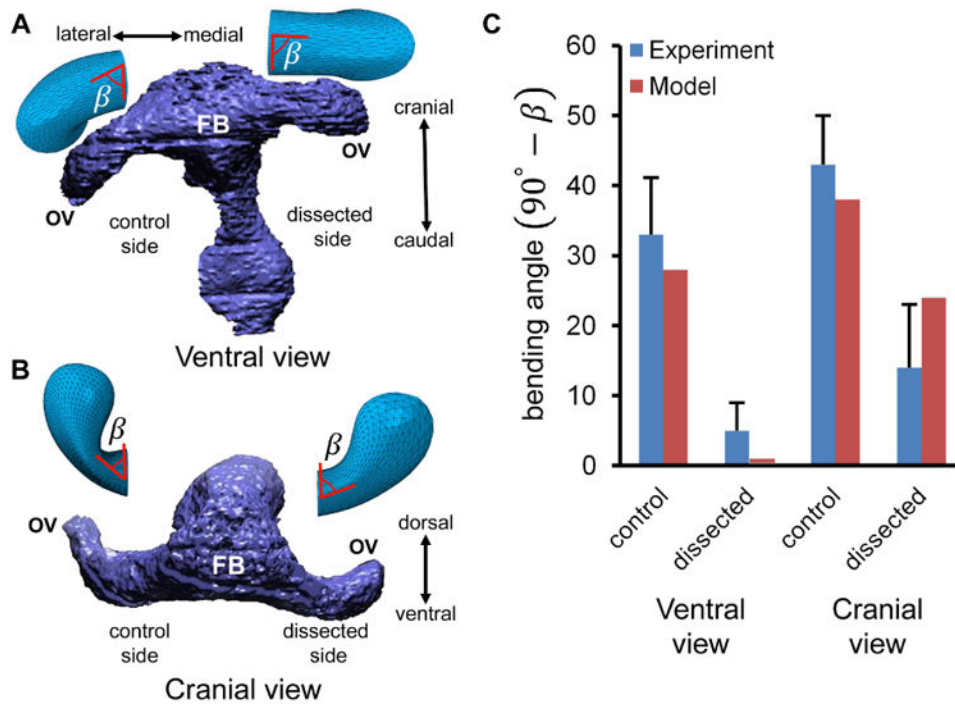 A
lateral
medial
β
β
cranial
FB
OV
OV
control
side
dissected
side
caudal
Ventral view
B
β
β
OV
OV
dorsal
FB
ventral
control
side
dissected
side
Cranial view
C
60
50
40
30
20
10
0
bending angle (90° − β)
Experiment
Model
control
dissected
control
dissected
Ventral
view
Cranial
view